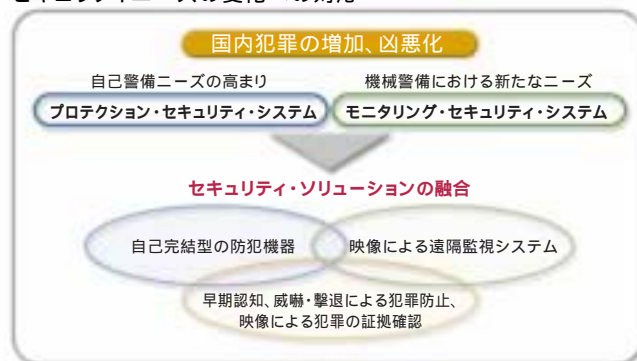 セキュリティニーズの変化への対応
国内犯罪の増加、凶悪化
自己警備ニーズの高まり
機械警備における新たなニーズ
プロテクション・セキュリティ・システム
モニタリング・セキュリティ・システム
セキュリティ・ソリューションの融合
自己完結型の防犯機器
映像による遠隔監視システム
早期認知、威嚇・撃退による犯罪防止、
映像による犯罪の証拠確認